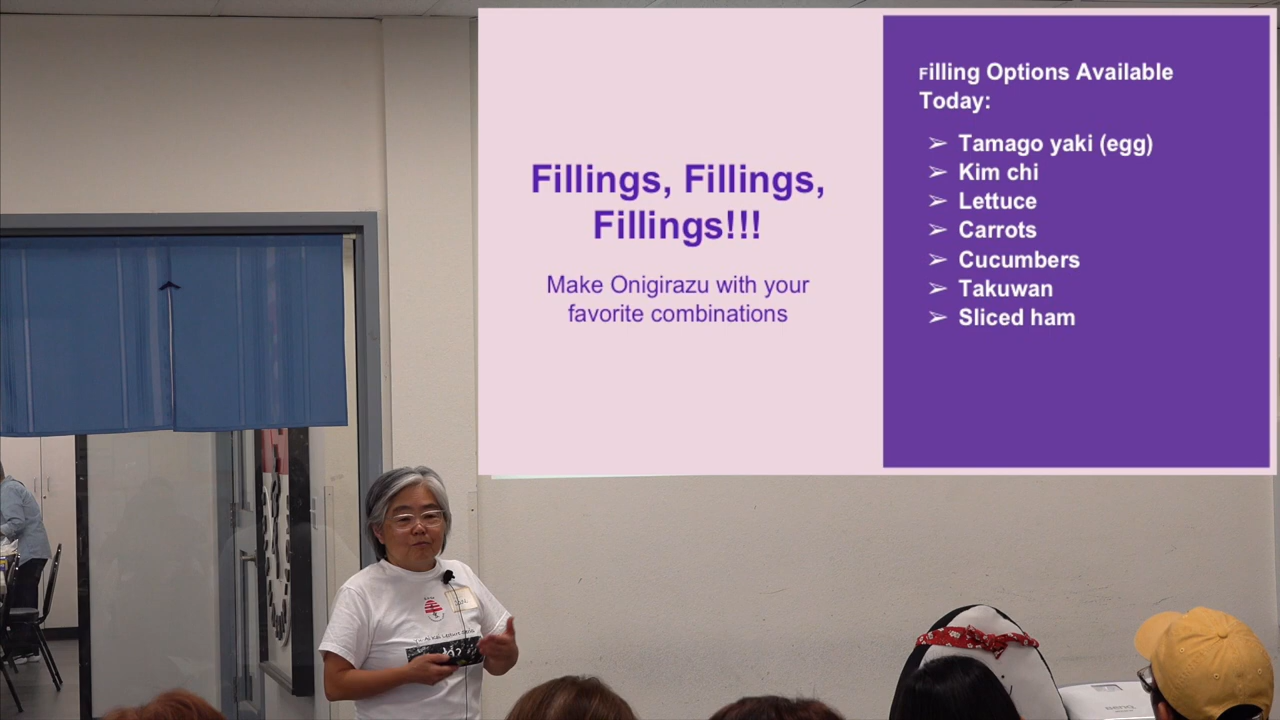 Filling Options Available
Today:
➢ Tamago yaki (egg)
➢ Kim chi
➢ Lettuce
➢ Carrots
➢ Cucumbers
➢ Takuwan
➢ Sliced ham
Fillings, Fillings,
Fillings!!!
Make Onigirazu with your
favorite combinations